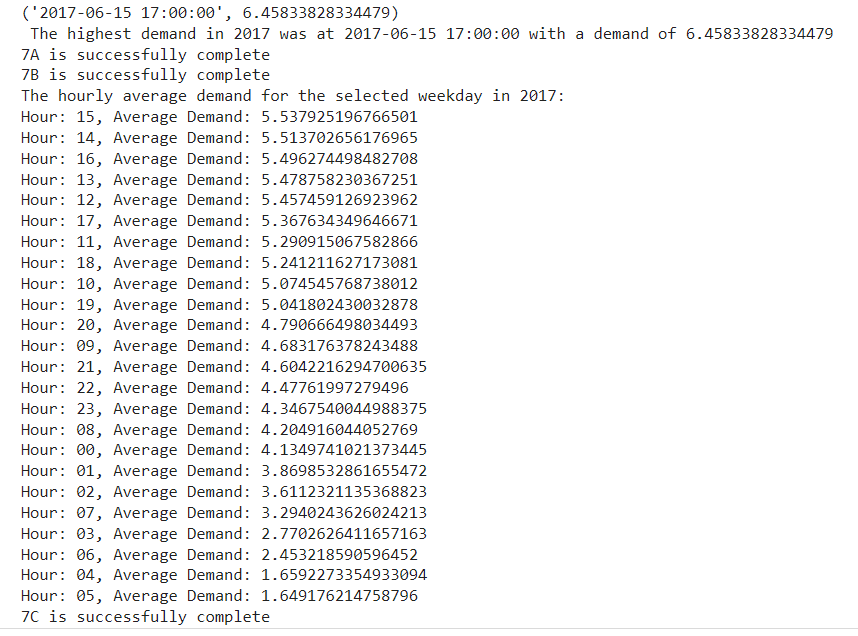 ('2017-06-15 17:00:00', 6.45833828334479)
The highest demand in 2017 was at 2017-06-15 17:00:00 with a demand of 6.45833828334479
7A is successfully complete
7B is successfully complete
The hourly average demand for the selected weekday in 2017:
Hour: 15, Average Demand: 5.537925196766501
Hour: 14, Average Demand: 5.513702656176965
Hour: 16, Average Demand: 5.496274498482708
Hour: 13, Average Demand: 5.478758230367251
Hour: 12, Average Demand: 5.457459126923962
Hour: 17, Average Demand: 5.367634349646671
Hour: 11, Average Demand: 5.290915067582866
Hour: 18, Average Demand: 5.241211627173081
Hour: 10, Average Demand: 5.074545768738012
Hour: 19, Average Demand: 5.041802430032878
Hour: 20, Average Demand: 4.790666498034493
Hour: 09, Average Demand: 4.683176378243488
Hour: 21, Average Demand: 4.6042216294700635
Hour: 22, Average Demand: 4.47761997279496
Hour: 23, Average Demand: 4.3467540044988375
Hour: 08, Average Demand: 4.204916044052769
Hour: 00, Average Demand: 4.1349741021373445
Hour: 01, Average Demand: 3.8698532861655472
Hour: 02, Average Demand: 3.6112321135368823
Hour: 07, Average Demand: 3.2940243626024213
Hour: 03, Average Demand: 2.7702626411657163
Hour: 06, Average Demand: 2.453218590596452
Hour: 04, Average Demand: 1.6592273354933094
Hour: 05, Average Demand: 1.649176214758796
7C is successfully complete